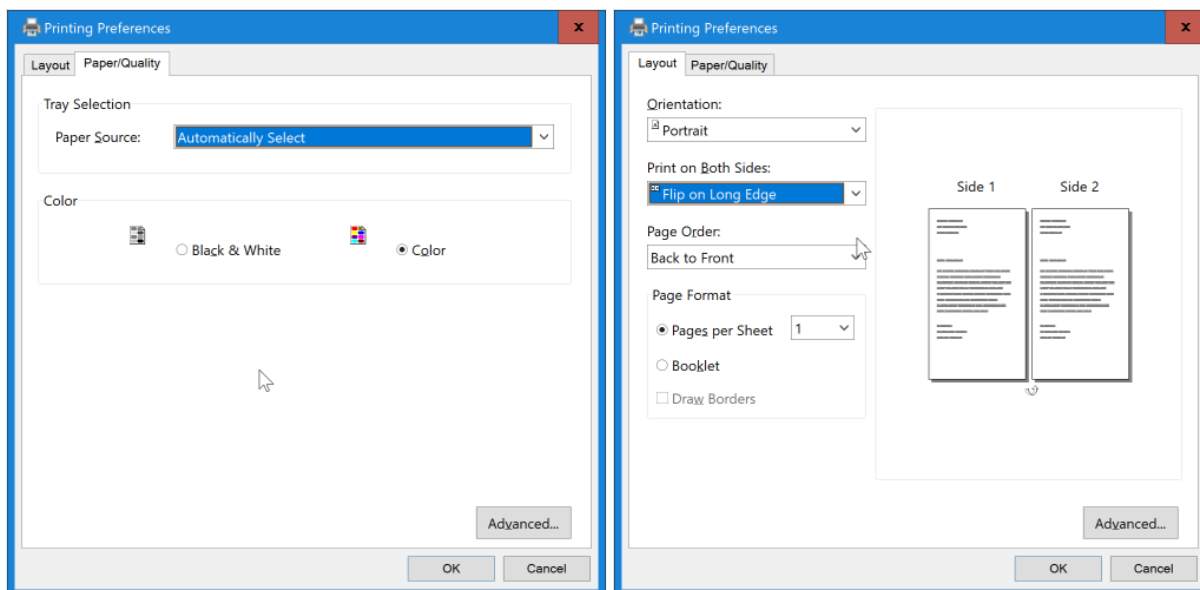 Printing Preferences
x
Layout
Paper/Quality
Tray Selection
Paper Source:
Automatically Select
Color
Black & White
Color
Advanced...
OK
Cancel
Printing Preferences
x
Layout
Paper/Quality
Orientation:
Portrait
Print on Both Sides:
Flip on Long Edge
Page Order:
Back to Front
Page Format
Pages per Sheet
1
Booklet
Draw Borders
Side 1
Side 2
Advanced...
OK
Cancel